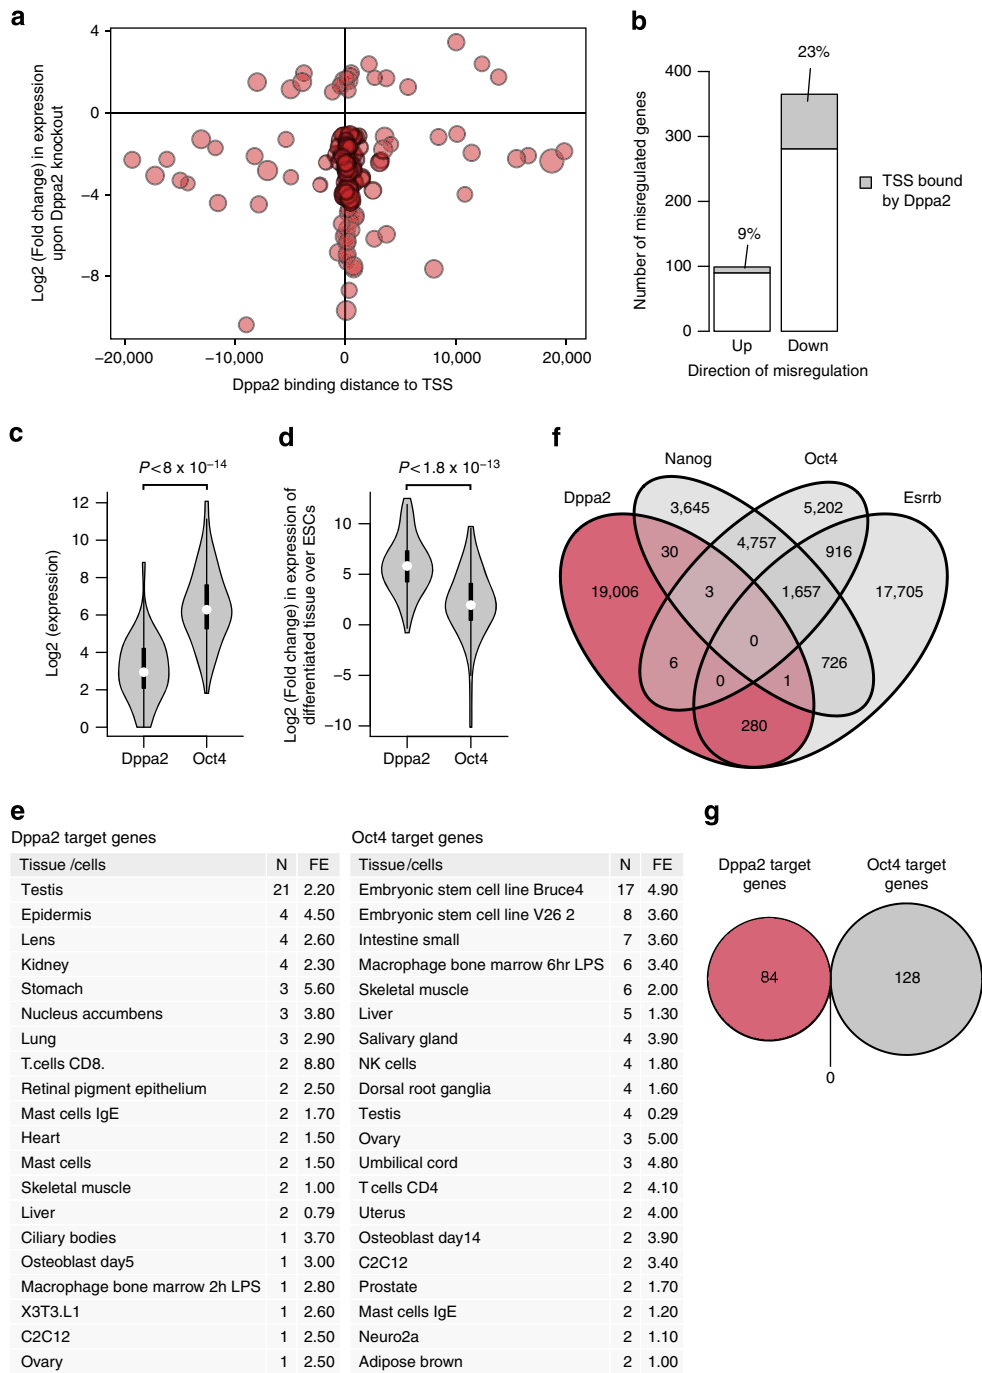 a
4
0
−4
−8
Log2 (Fold change) in expression
upon Dppa2 knockout
−20,000
−10,000
0
10,000
20,000
Dppa2 binding distance to TSS
b
23%
400
300
200
100
0
9%
Number of misregulated genes
TSS bound
by Dppa2
Up
Down
Direction of misregulation
c
P<8 x 10−14
12
10
8
6
4
2
0
Log2 (expression)
Dppa2
Oct4
d
P<1.8 x 10−13
10
5
0
−5
−10
Log2 (Fold change) in expression of
differentiated tissue over ESCs
Dppa2
Oct4
f
Nanog
Oct4
Dppa2
Esrrb
3,645
5,202
30
4,757
916
19,006
3
1,657
17,705
0
6
726
0
1
280
e
Dppa2 target genes
Tissue /cells N FE
Testis 21 2.20
Epidermis 4 4.50
Lens 4 2.60
Kidney 4 2.30
Stomach 3 5.60
Nucleus accumbens 3 3.80
Lung 3 2.90
T.cells CD8. 2 8.80
Retinal pigment epithelium 2 2.50
Mast cells IgE 2 1.70
Heart 2 1.50
Mast cells 2 1.50
Skeletal muscle 2 1.00
Liver 2 0.79
Ciliary bodies 1 3.70
Osteoblast day5 1 3.00
Macrophage bone marrow 2h LPS 1 2.80
X3T3.L1 1 2.60
C2C12 1 2.50
Ovary 1 2.50
Oct4 target genes
Tissue/cells N FE
Embryonic stem cell line Bruce4 17 4.90
Embryonic stem cell line V26 2 8 3.60
Intestine small 7 3.60
Macrophage bone marrow 6hr LPS 6 3.40
Skeletal muscle 6 2.00
Liver 5 1.30
Salivary gland 4 3.90
NK cells 4 1.80
Dorsal root ganglia 4 1.60
Testis 4 0.29
Ovary 3 5.00
Umbilical cord 3 4.80
T cells CD4 2 4.10
Uterus 2 4.00
Osteoblast day14 2 3.90
C2C12 2 3.40
Prostate 2 1.70
Mast cells IgE 2 1.20
Neuro2a 2 1.10
Adipose brown 2 1.00
g
Dppa2 target
genes
Oct4 target
genes
84
128
0